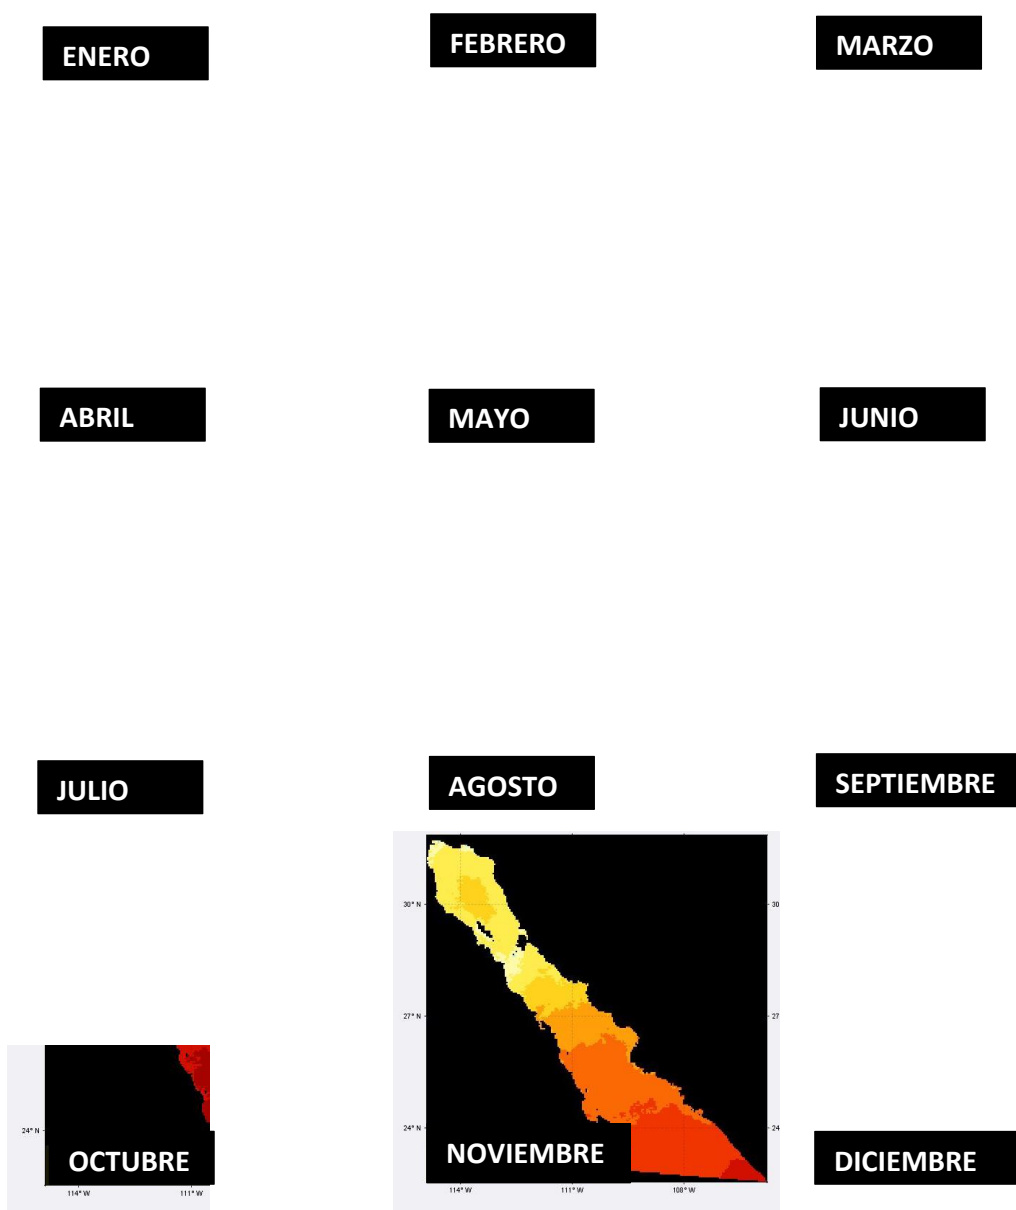 ENERO
FEBRERO
MARZO
ABRIL
MAYO
JUNIO
JULIO
AGOSTO
SEPTIEMBRE
30° N
30
27° N
27
24° N
24
NOVIEMBRE
114° W
111° W
108° W
24° N
OCTUBRE
114° W
111° W
DICIEMBRE